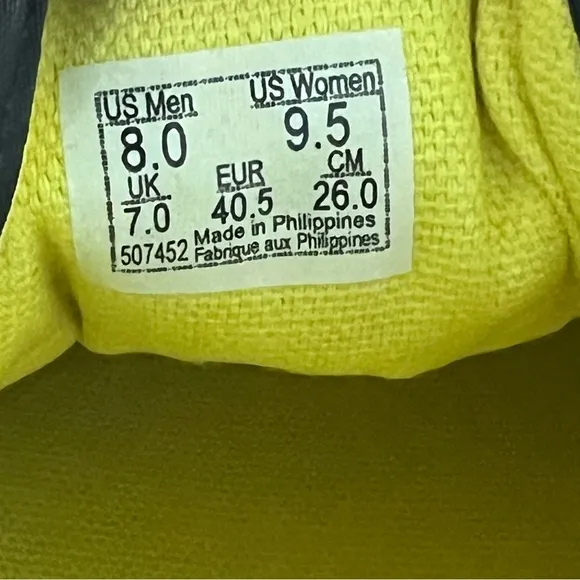 US Men US Women
8.0 9.5
UK EUR CM
7.0 40.5 26.0
507452 Made in Philippines
Fabrique aux Philippines